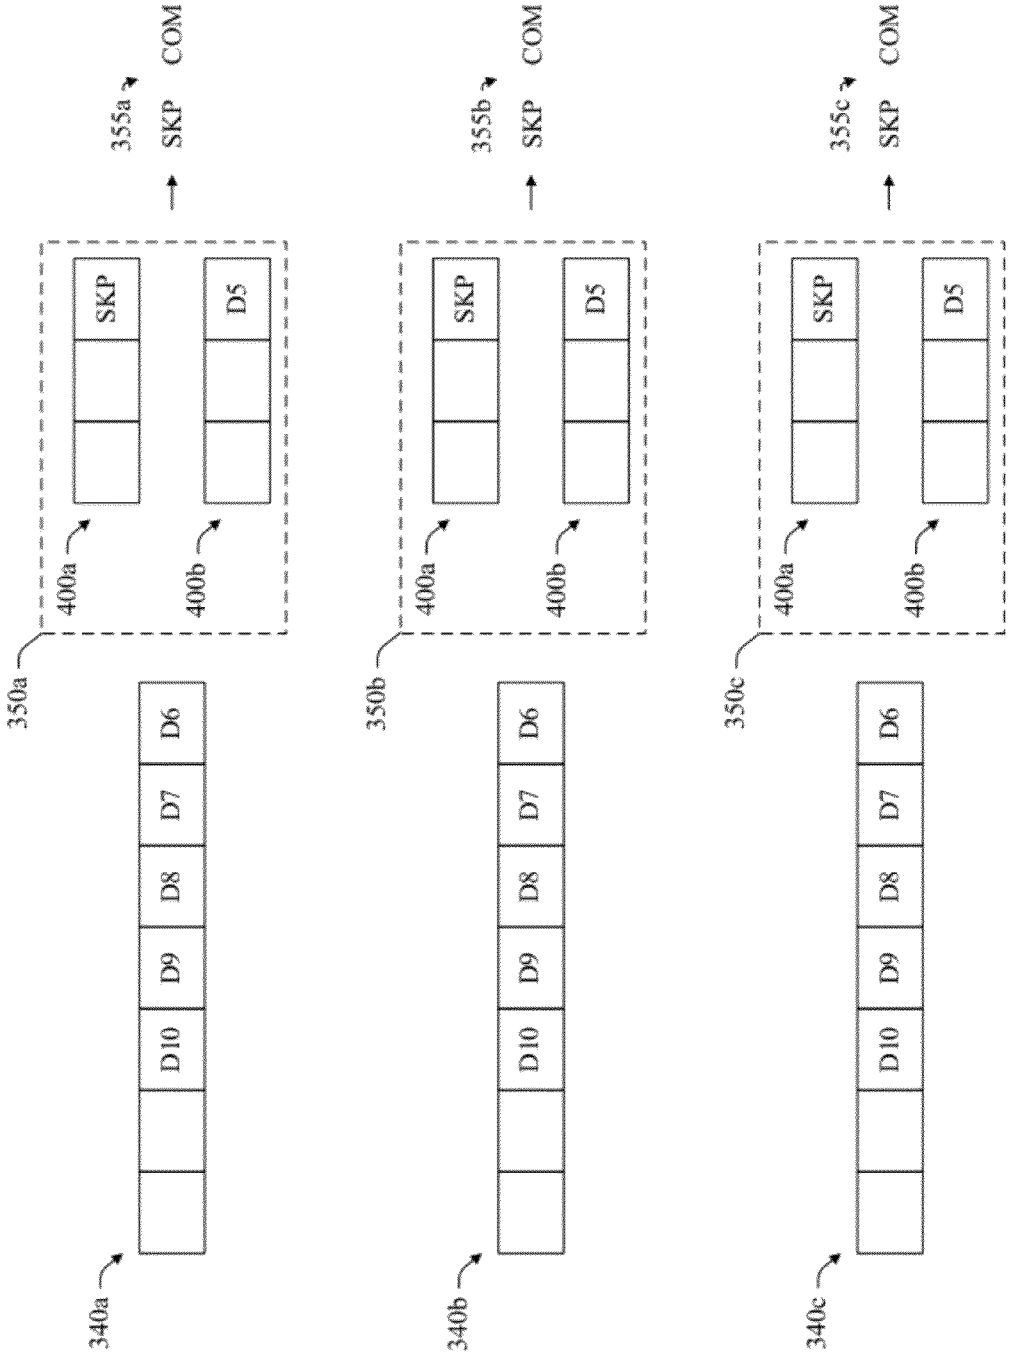 350a
400a
340a
SKP
355a
D10 D9 D8 D7 D6
SKP COM
400b
D5
350b
400a
340b
SKP
355b
D10 D9 D8 D7 D6
SKP COM
400b
D5
350c
400a
340c
SKP
355c
D10 D9 D8 D7 D6
SKP COM
400b
D5